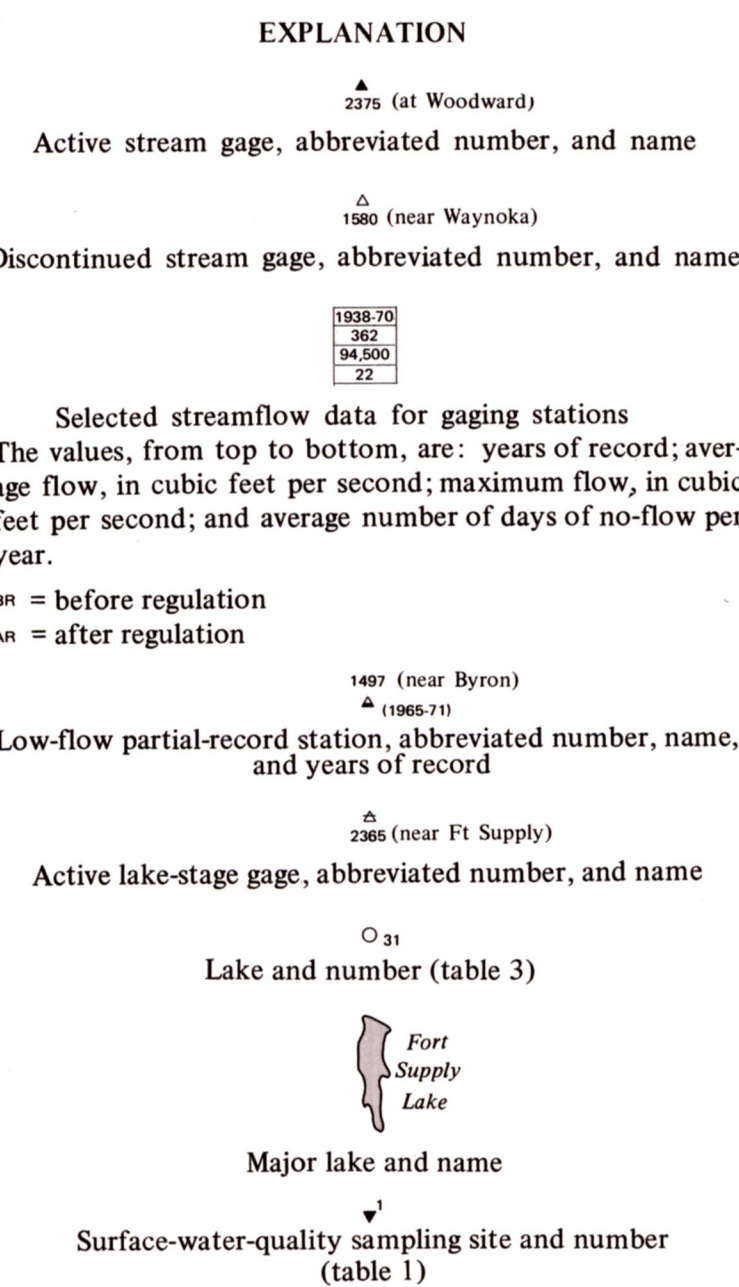 EXPLANATION
2375 (at Woodward)
Active stream gage, abbreviated number, and name
1580 (near Waynoka)
Discontinued stream gage, abbreviated number, and name
1938-70
362
94,500
22
Selected streamflow data for gaging stations
The values, from top to bottom, are: years of record; aver-
age flow, in cubic feet per second; maximum flow, in cubic
feet per second; and average number of days of no-flow per
year.
BR = before regulation
AR = after regulation
1497 (near Byron)
(1965-71)
Low-flow partial-record station, abbreviated number, name,
and years of record
2365 (near Ft Supply)
Active lake-stage gage, abbreviated number, and name
31
Lake and number (table 3)
Fort
Supply
Lake
Major lake and name
1
Surface-water-quality sampling site and number
(table 1)